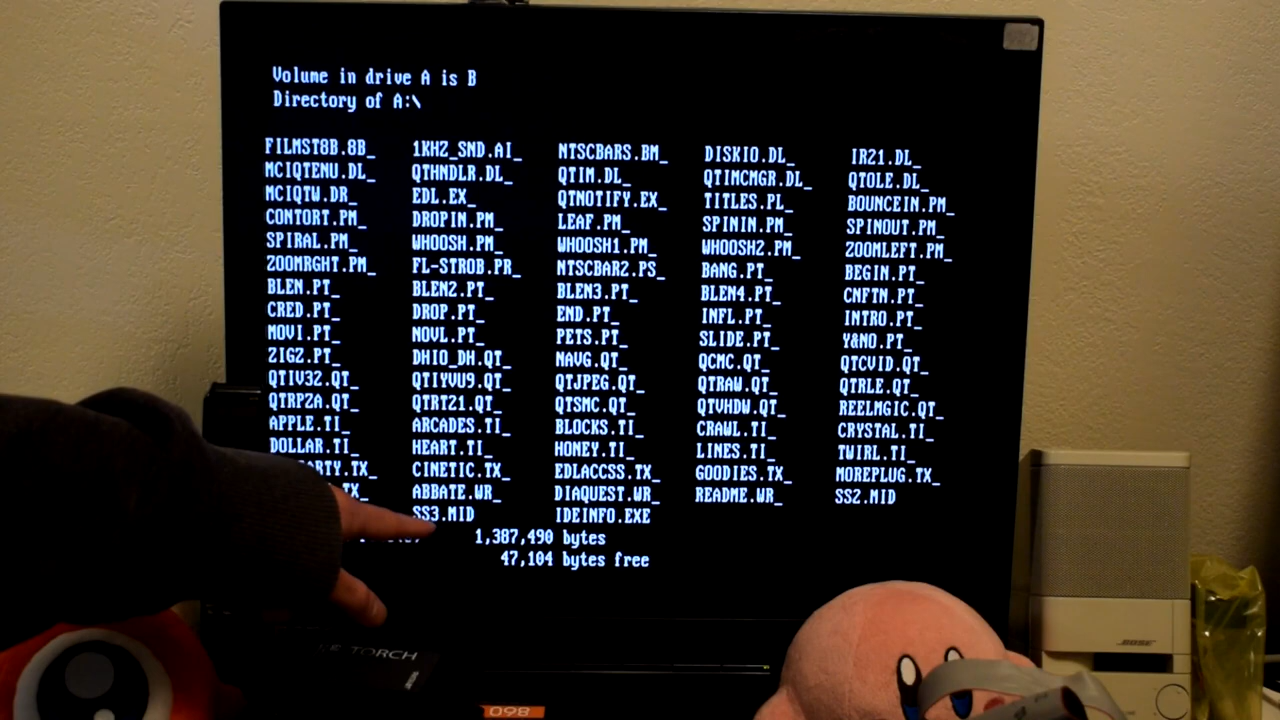 Volume in drive A is B
Directory of A:\
FILMST8B.8B_ 1KHZ_SND.AI_ NTSCBARS.BM_ DISKIO.DL_ IR21.DL_
MCIQTENU.DL_ QTHNDLR.DL_ QTIM.DL_ QTIMCMGR.DL_ QTOLE.DL_
MCIQTW.DR_ EDL.EX_ QTNOTIFY.EX_ TITLES.PL_ BOUNCEIN.PM_
CONTORT.PM_ DROPIN.PM_ LEAF.PM_ SPININ.PM_ SPINOUT.PM_
SPIRAL.PM_ WHOOSH.PM_ WHOOSH1.PM_ WHOOSH2.PM_ ZOOMLEFT.PM_
ZOOMRGHT.PM_ FL-STROB.PR_ NTSCBAR2.PS_ BANG.PT_ BEGIN.PT_
BLEN.PT_ BLEN2.PT_ BLEN3.PT_ BLEN4.PT_ CNFTN.PT_
CRED.PT_ DROP.PT_ END.PT_ INFL.PT_ INTRO.PT_
MOVI.PT_ NOVL.PT_ PETS.PT_ SLIDE.PT_ Y&NO.PT_
ZIGZ.PT_ DHIO_DH.QT_ NAVG.QT_ QCMC.QT_ QTCVID.QT_
QTIV32.QT_ QTIYVU9.QT_ QTJPEG.QT_ QTRAW.QT_ QTRLE.QT_
QTRPZA.QT_ QTRT21.QT_ QTSMC.QT_ QTVHDW.QT_ REELMGIC.QT_
APPLE.TI_ ARCADES.TI_ BLOCKS.TI_ CRAWL.TI_ CRYSTAL.TI_
DOLLAR.TI_ HEART.TI_ HONEY.TI_ LINES.TI_ TWIRL.TI_
ARTY.TX_ CINETIC.TX_ EDLACCSS.TX_ GOODIES.TX_ MOREPLUG.TX_
TX_ ABBATE.WR_ DIAQUEST.WR_ README.WR_ SS2.MID
SS3.MID IDEINFO.EXE
1,387,490 bytes
47,104 bytes free
TORCH
BOSE
098